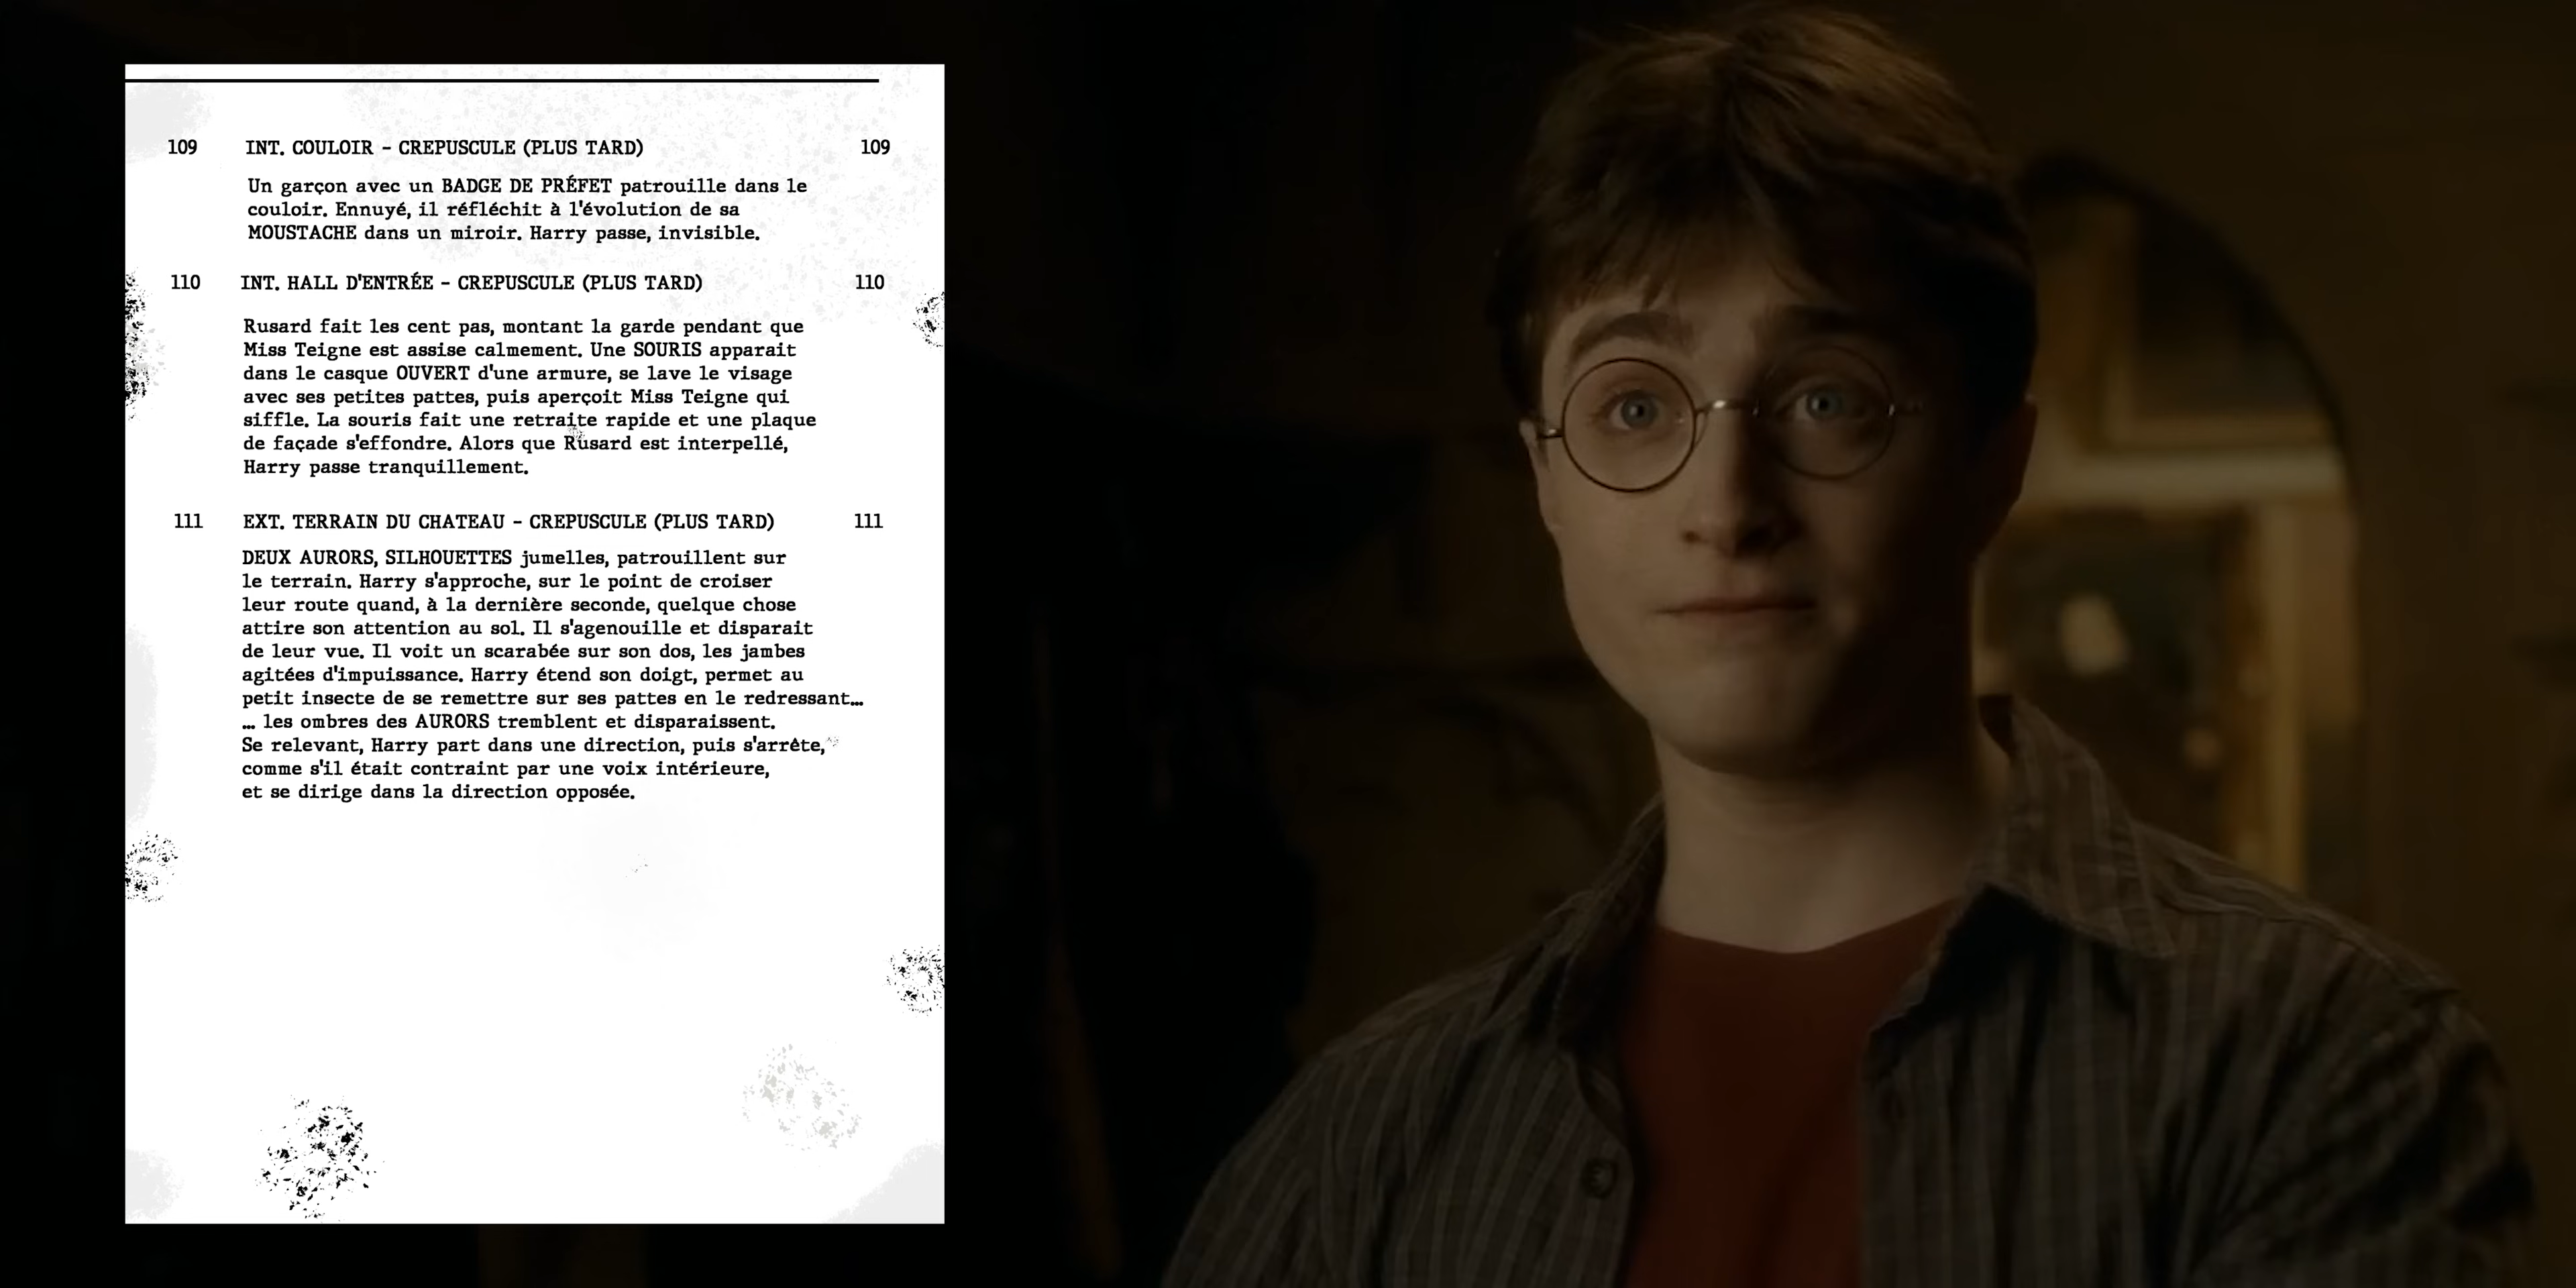 109 INT. COULOIR - CREPUSCULE (PLUS TARD) 109
Un garçon avec un BADGE DE PRÉFET patrouille dans le
couloir. Ennuyé, il réfléchit à l'évolution de sa
MOUSTACHE dans un miroir. Harry passe, invisible.
110 INT. HALL D'ENTRÉE - CREPUSCULE (PLUS TARD) 110
Rusard fait les cent pas, montant la garde pendant que
Miss Teigne est assise calmement. Une SOURIS apparait
dans le casque OUVERT d'une armure, se lave le visage
avec ses petites pattes, puis aperçoit Miss Teigne qui
siffle. La souris fait une retraite rapide et une plaque
de façade s'effondre. Alors que Rusard est interpellé,
Harry passe tranquillement.
111 EXT. TERRAIN DU CHATEAU - CREPUSCULE (PLUS TARD) 111
DEUX AURORS, SILHOUETTES jumelles, patrouillent sur
le terrain. Harry s'approche, sur le point de croiser
leur route quand, à la dernière seconde, quelque chose
attire son attention au sol. Il s'agenouille et disparait
de leur vue. Il voit un scarabée sur son dos, les jambes
agitées d'impuissance. Harry étend son doigt, permet au
petit insecte de se remettre sur ses pattes en le redressant...
... les ombres des AURORS tremblent et disparaissent.
Se relevant, Harry part dans une direction, puis s'arrête,
comme s'il était contraint par une voix intérieure,
et se dirige dans la direction opposée.